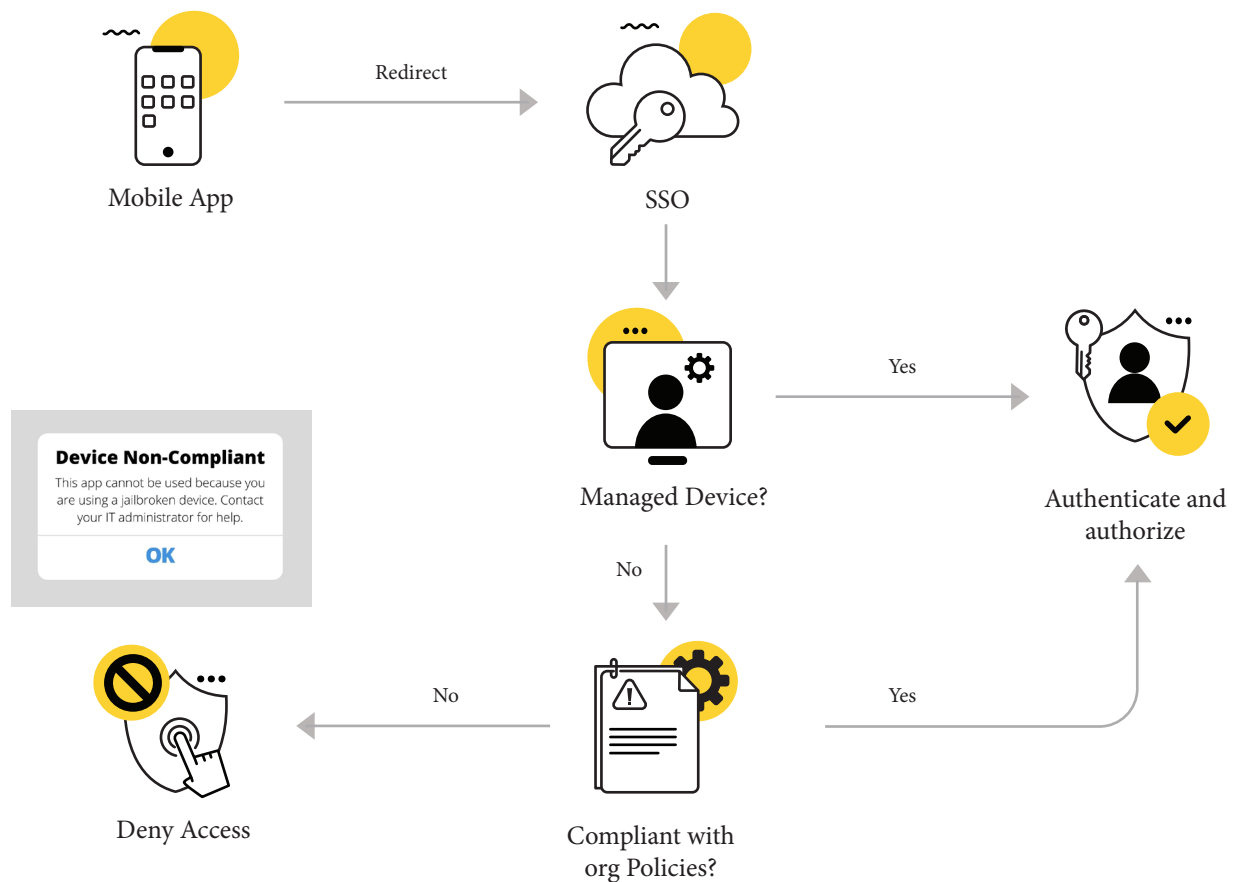 Redirect
Mobile App
SSO
Yes
Managed Device?
Authenticate and
authorize
Device Non-Compliant
This app cannot be used because you
are using a jailbroken device. Contact
your IT administrator for help.
OK
No
No
Yes
Deny Access
Compliant with
org Policies?